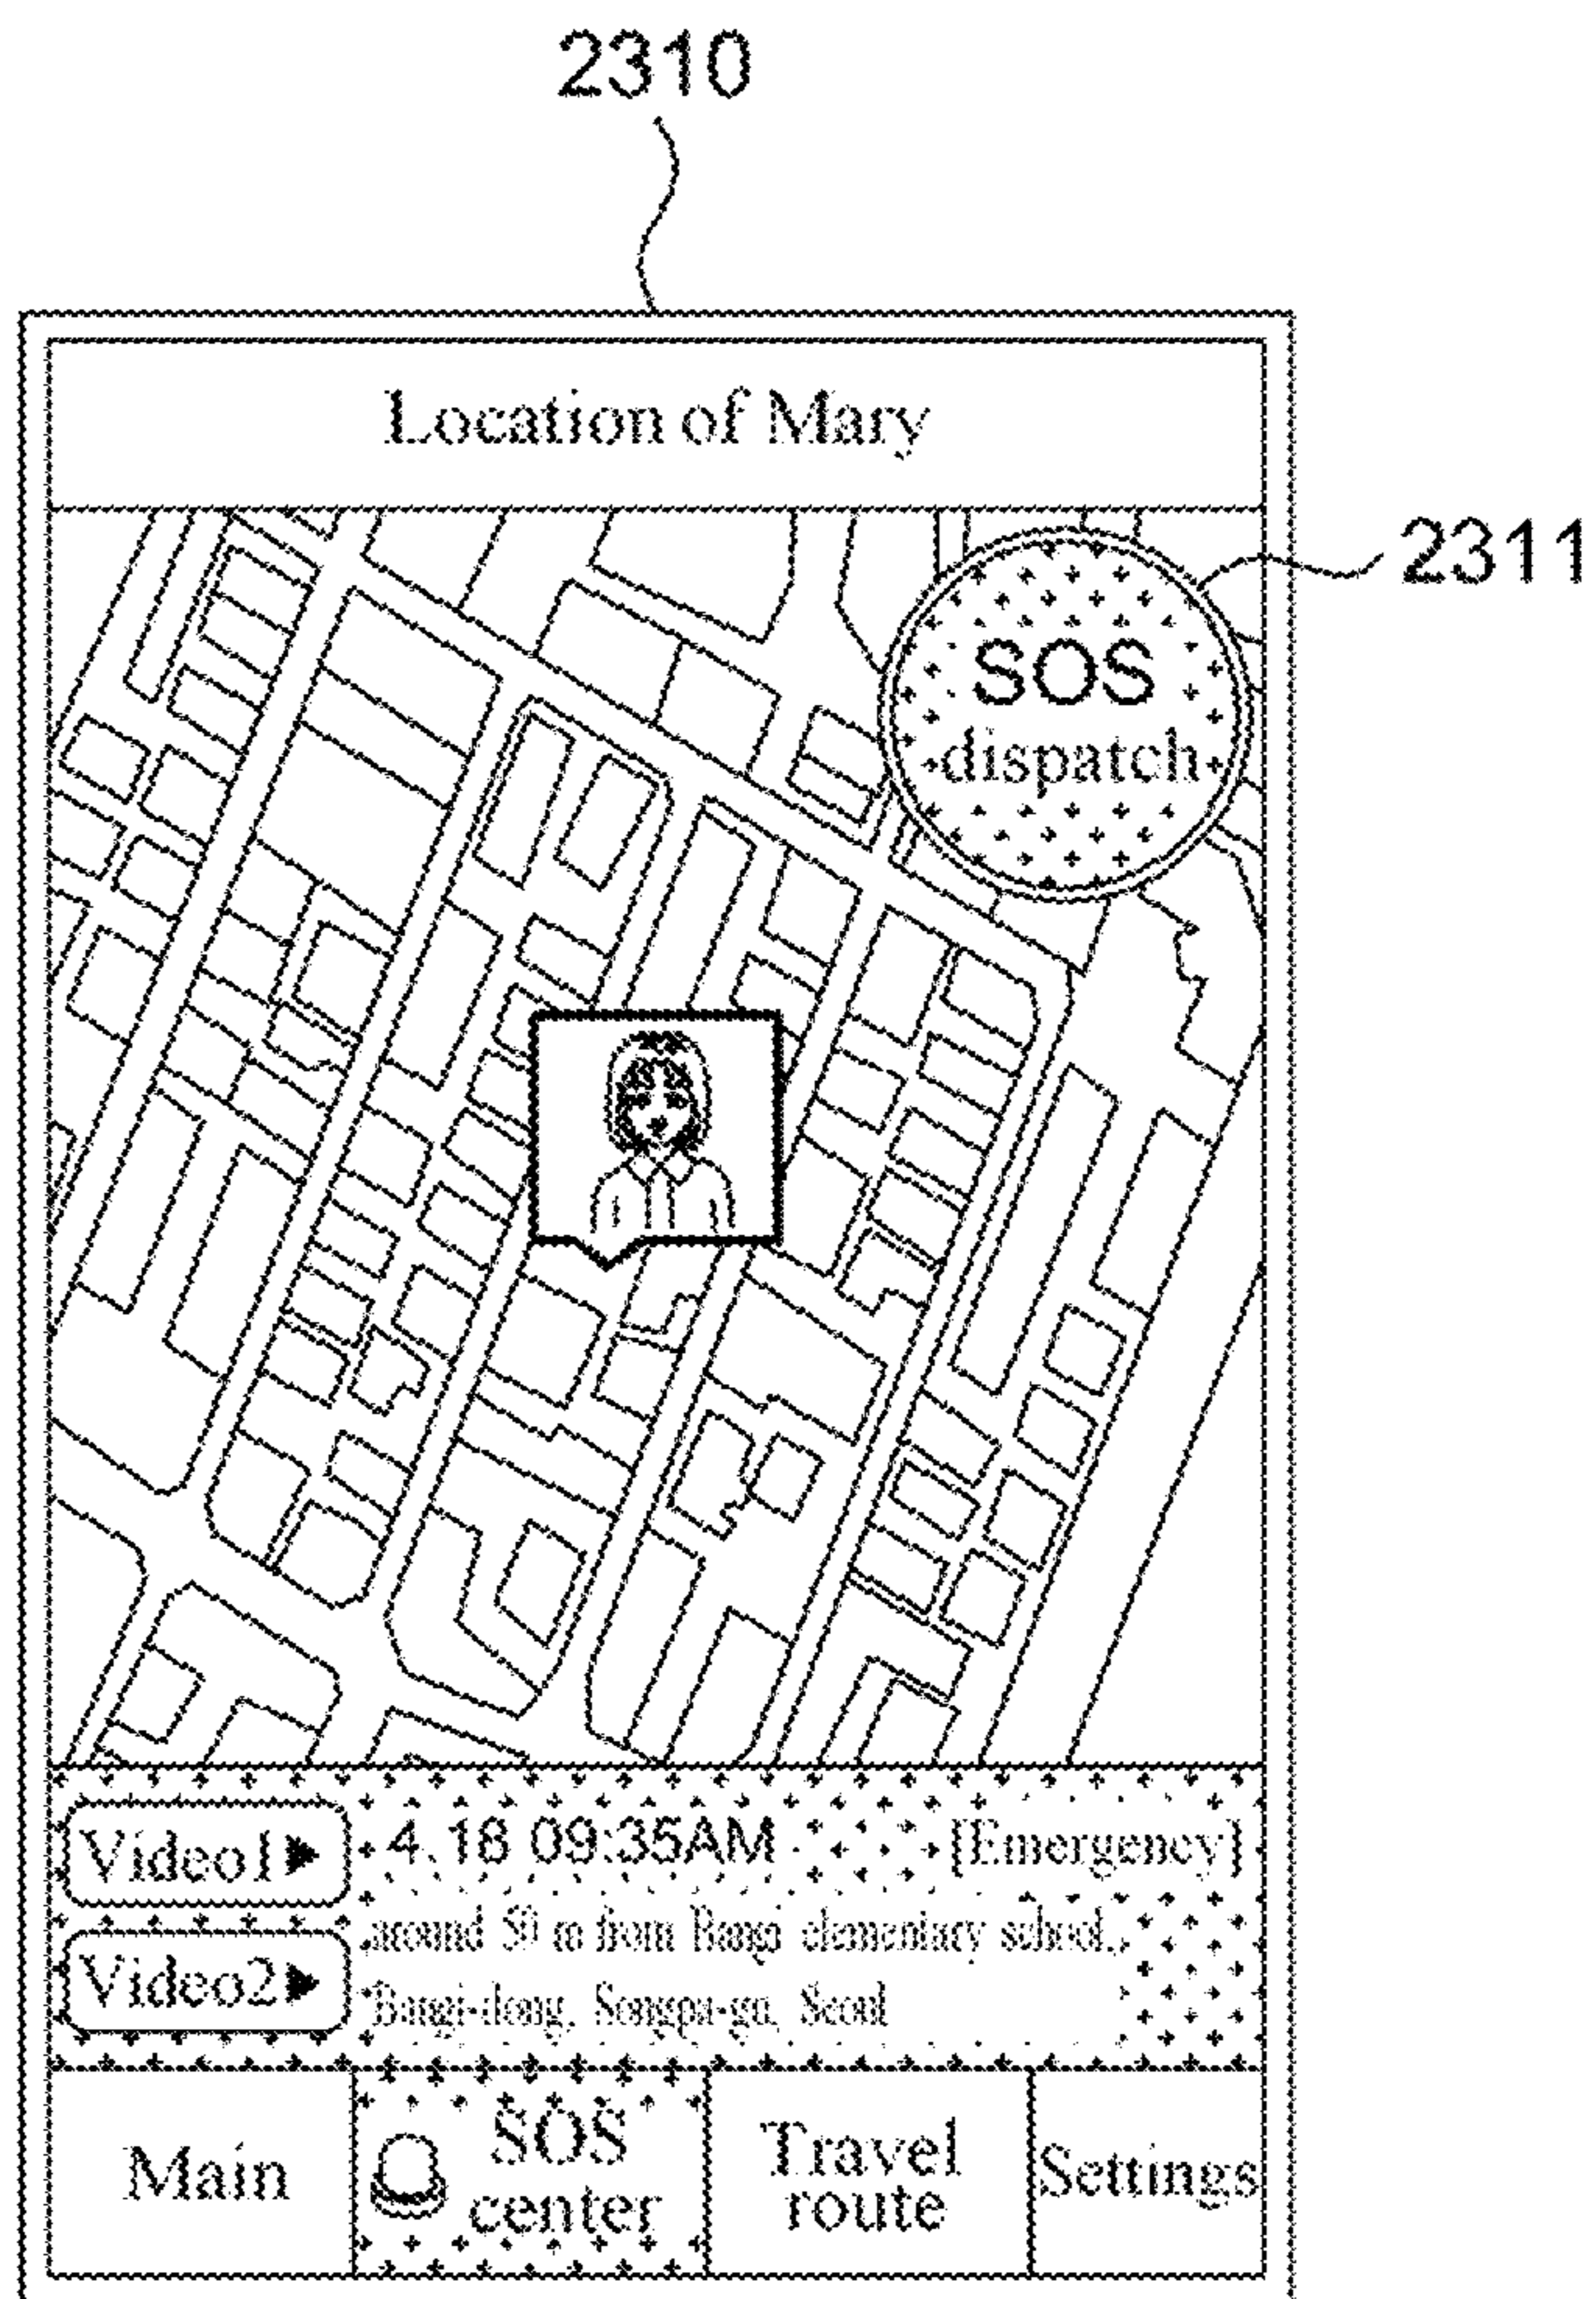 2310
Location of Mary
2311
SOS
dispatch
Video1▶
4.18 09:35AM
[Emergency]
around 50 m from Bangi elementary school,
Video2▶
Bangi-dong, Songpa-gu, Seoul
Main
SOS
center
Travel
route
Settings